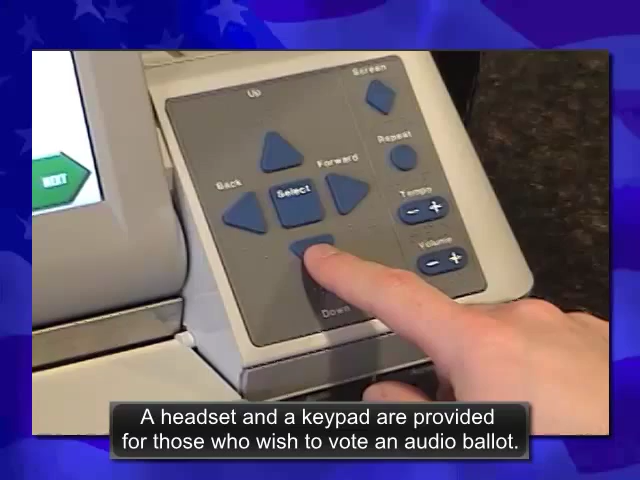 Screen
Up
Repeat
Forward
Back
Select
NEXT
Tempo
− +
Volume
− +
Down
A headset and a keypad are provided
for those who wish to vote an audio ballot.